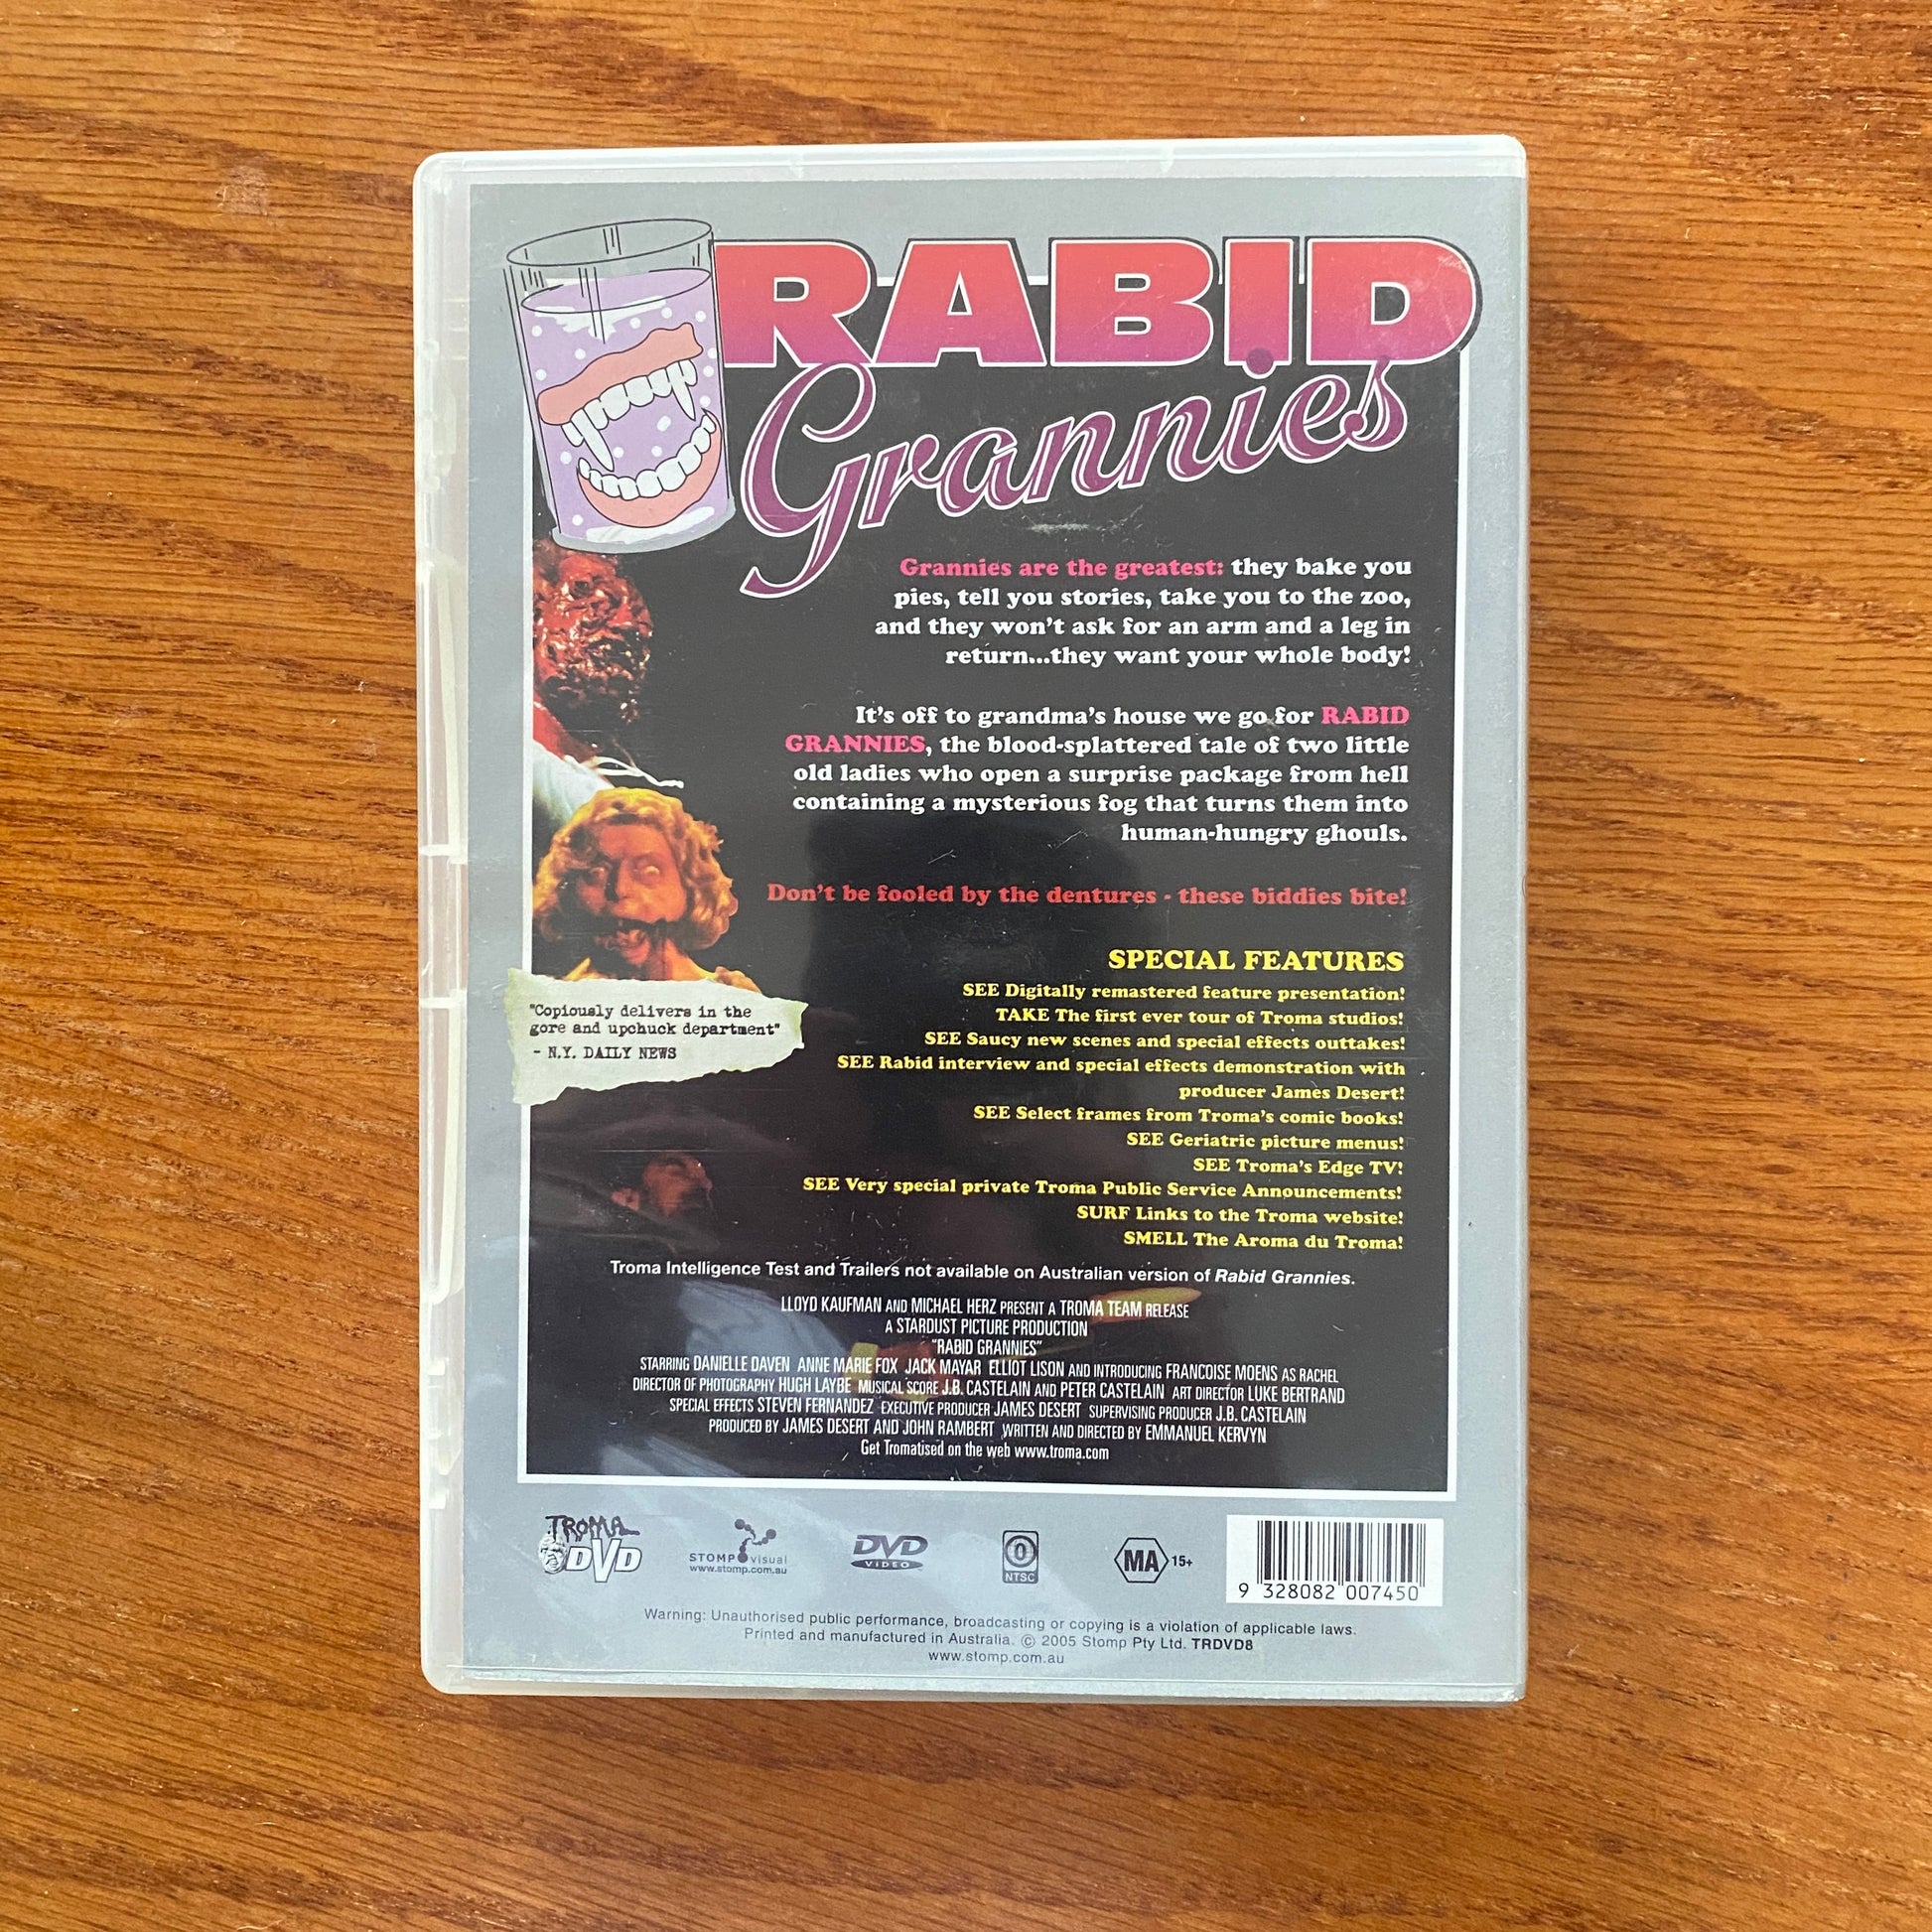 RABID
Grannies
Grannies are the greatest: they bake you
pies, tell you stories, take you to the zoo,
and they won't ask for an arm and a leg in
return...they want your whole body!
It's off to grandma's house we go for RABID
GRANNIES, the blood-splattered tale of two little
old ladies who open a surprise package from hell
containing a mysterious fog that turns them into
human-hungry ghouls.
Don't be fooled by the dentures - these biddies bite!
"Copiously delivers in the
gore and upchuck department"
- N.Y. DAILY NEWS
SPECIAL FEATURES
SEE Digitally remastered feature presentation!
TAKE The first ever tour of Troma studios!
SEE Saucy new scenes and special effects outtakes!
SEE Rabid interview and special effects demonstration with
producer James Desert!
SEE Select frames from Troma's comic books!
SEE Geriatric picture menus!
SEE Troma's Edge TV!
SEE Very special private Troma Public Service Announcements!
SURF Links to the Troma website!
SMELL The Aroma du Troma!
Troma Intelligence Test and Trailers not available on Australian version of Rabid Grannies.
LLOYD KAUFMAN AND MICHAEL HERZ PRESENT A TROMA TEAM RELEASE
A STARDUST PICTURE PRODUCTION
"RABID GRANNIES"
STARRING DANIELLE DAVEN ANNE MARIE FOX JACK MAYAR ELLIOT LISON AND INTRODUCING FRANCOISE MOENS AS RACHEL
DIRECTOR OF PHOTOGRAPHY HUGH LAYBE MUSICAL SCORE J.B. CASTELAIN AND PETER CASTELAIN ART DIRECTOR LUKE BERTRAND
SPECIAL EFFECTS STEVEN FERNANDEZ EXECUTIVE PRODUCER JAMES DESERT SUPERVISING PRODUCER J.B. CASTELAIN
PRODUCED BY JAMES DESERT AND JOHN RAMBERT WRITTEN AND DIRECTED BY EMMANUEL KERVYN
Get Tromatised on the web www.troma.com
TROMA DVD
STOMP visual
www.stomp.com.au
DVD
VIDEO
0
NTSC
MA 15+
9 328082 007450
Warning: Unauthorised public performance, broadcasting or copying is a violation of applicable laws.
Printed and manufactured in Australia. © 2005 Stomp Pty Ltd. TRDVD8
www.stomp.com.au